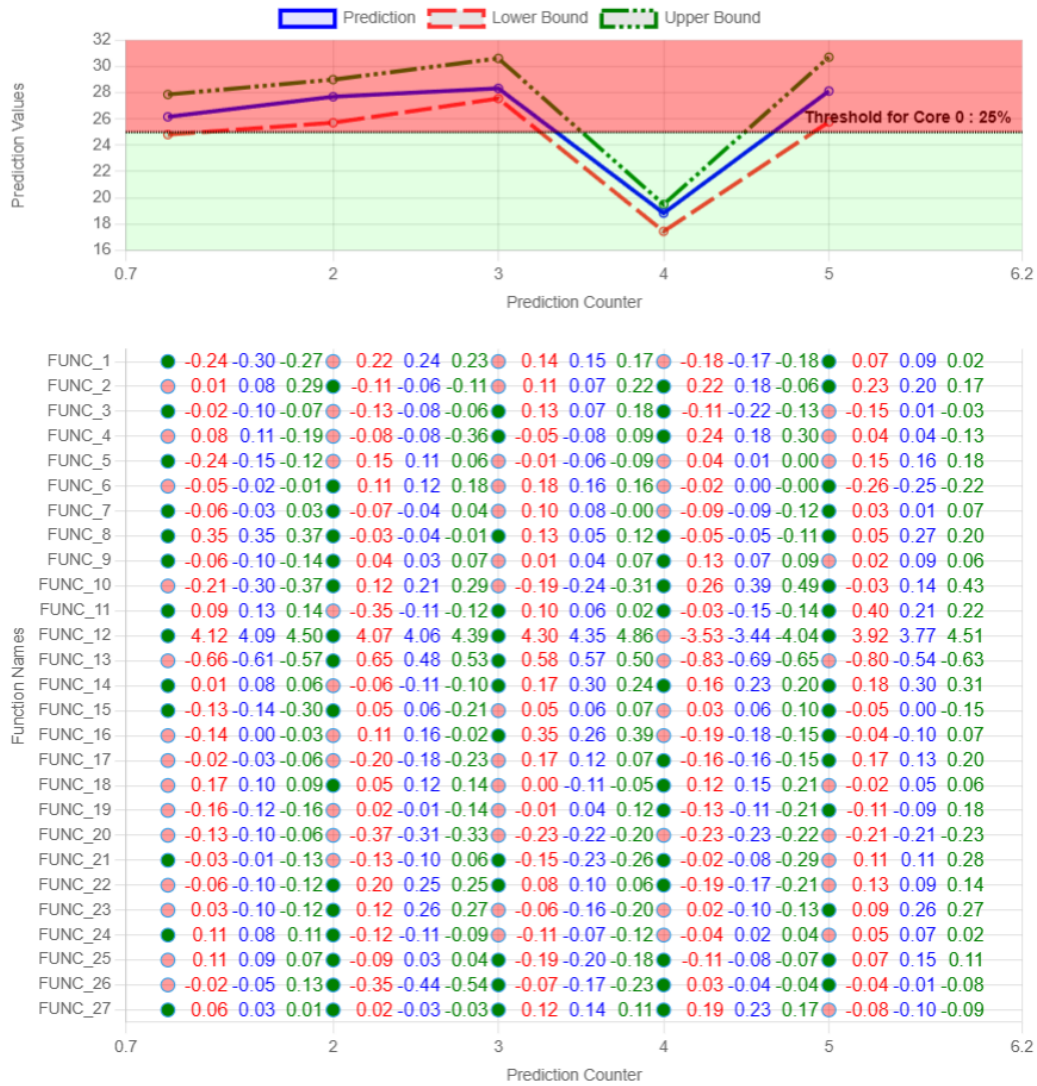 Prediction Lower Bound Upper Bound
32
30
28
26
24
22
20
18
16
Prediction Values
Threshold for Core 0 : 25%
0.7 2 3 4 5 6.2
Prediction Counter
Function Names
FUNC_1 -0.24 -0.30 -0.27 0.22 0.24 0.23 0.14 0.15 0.17 -0.18 -0.17 -0.18 0.07 0.09 0.02
FUNC_2 0.01 0.08 0.29 -0.11 -0.06 -0.11 0.11 0.07 0.22 0.22 0.18 -0.06 0.23 0.20 0.17
FUNC_3 -0.02 -0.10 -0.07 -0.13 -0.08 -0.06 0.13 0.07 0.18 -0.11 -0.22 -0.13 -0.15 0.01 -0.03
FUNC_4 0.08 0.11 -0.19 -0.08 -0.08 -0.36 -0.05 -0.08 0.09 0.24 0.18 0.30 0.04 0.04 -0.13
FUNC_5 -0.24 -0.15 -0.12 0.15 0.11 0.06 -0.01 -0.06 -0.09 0.04 0.01 0.00 0.15 0.16 0.18
FUNC_6 -0.05 -0.02 -0.01 0.11 0.12 0.18 0.18 0.16 0.16 -0.02 0.00 -0.00 -0.26 -0.25 -0.22
FUNC_7 -0.06 -0.03 0.03 -0.07 -0.04 0.04 0.10 0.08 -0.00 -0.09 -0.09 -0.12 0.03 0.01 0.07
FUNC_8 0.35 0.35 0.37 -0.03 -0.04 -0.01 0.13 0.05 0.12 -0.05 -0.05 -0.11 0.05 0.27 0.20
FUNC_9 -0.06 -0.10 -0.14 0.04 0.03 0.07 0.01 0.04 0.07 0.13 0.07 0.09 0.02 0.09 0.06
FUNC_10 -0.21 -0.30 -0.37 0.12 0.21 0.29 -0.19 -0.24 -0.31 0.26 0.39 0.49 -0.03 0.14 0.43
FUNC_11 0.09 0.13 0.14 -0.35 -0.11 -0.12 0.10 0.06 0.02 -0.03 -0.15 -0.14 0.40 0.21 0.22
FUNC_12 4.12 4.09 4.50 4.07 4.06 4.39 4.30 4.35 4.86 -3.53 -3.44 -4.04 3.92 3.77 4.51
FUNC_13 -0.66 -0.61 -0.57 0.65 0.48 0.53 0.58 0.57 0.50 -0.83 -0.69 -0.65 -0.80 -0.54 -0.63
FUNC_14 0.01 0.08 0.06 -0.06 -0.11 -0.10 0.17 0.30 0.24 0.16 0.23 0.20 0.18 0.30 0.31
FUNC_15 -0.13 -0.14 -0.30 0.05 0.06 -0.21 0.05 0.06 0.07 0.03 0.06 0.10 -0.05 0.00 -0.15
FUNC_16 -0.14 0.00 -0.03 0.11 0.16 -0.02 0.35 0.26 0.39 -0.19 -0.18 -0.15 -0.04 -0.10 0.07
FUNC_17 -0.02 -0.03 -0.06 -0.20 -0.18 -0.23 0.17 0.12 0.07 -0.16 -0.16 -0.15 0.17 0.13 0.20
FUNC_18 0.17 0.10 0.09 0.05 0.12 0.14 0.00 -0.11 -0.05 0.12 0.15 0.21 -0.02 0.05 0.06
FUNC_19 -0.16 -0.12 -0.16 0.02 -0.01 -0.14 -0.01 0.04 0.12 -0.13 -0.11 -0.21 -0.11 -0.09 0.18
FUNC_20 -0.13 -0.10 -0.06 -0.37 -0.31 -0.33 -0.23 -0.22 -0.20 -0.23 -0.23 -0.22 -0.21 -0.21 -0.23
FUNC_21 -0.03 -0.01 -0.13 -0.13 -0.10 0.06 -0.15 -0.23 -0.26 -0.02 -0.08 -0.29 0.11 0.11 0.28
FUNC_22 -0.06 -0.10 -0.12 0.20 0.25 0.25 0.08 0.10 0.06 -0.19 -0.17 -0.21 0.13 0.09 0.14
FUNC_23 0.03 -0.10 -0.12 0.12 0.26 0.27 -0.06 -0.16 -0.20 0.02 -0.10 -0.13 0.09 0.26 0.27
FUNC_24 0.11 0.08 0.11 -0.12 -0.11 -0.09 -0.11 -0.07 -0.12 -0.04 0.02 0.04 0.05 0.07 0.02
FUNC_25 0.11 0.09 0.07 -0.09 0.03 0.04 -0.19 -0.20 -0.18 -0.11 -0.08 -0.07 0.07 0.15 0.11
FUNC_26 -0.02 -0.05 0.13 -0.35 -0.44 -0.54 -0.07 -0.17 -0.23 0.03 -0.04 -0.04 -0.04 -0.01 -0.08
FUNC_27 0.06 0.03 0.01 0.02 -0.03 -0.03 0.12 0.14 0.11 0.19 0.23 0.17 -0.08 -0.10 -0.09
0.7 2 3 4 5 6.2
Prediction Counter